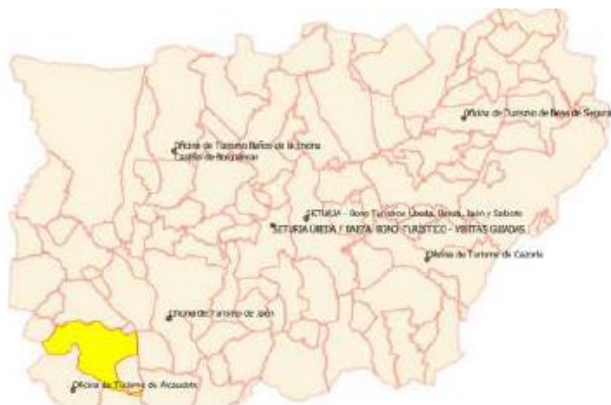 Oficina de Turismo de Beas de Segura
Oficina de Turismo Baños de la Encina
Castillo de Burgalimar
SETURJA - Bono Turístico Úbeda, Baeza, Jaén y Sabiote
SETURJA ÚBEDA / BAEZA. BONO TURÍSTICO - VISITAS GUIADAS
Oficina de Turismo de Cazorla
Oficina de Turismo de Jaén
Oficina de Turismo de Alcaudete